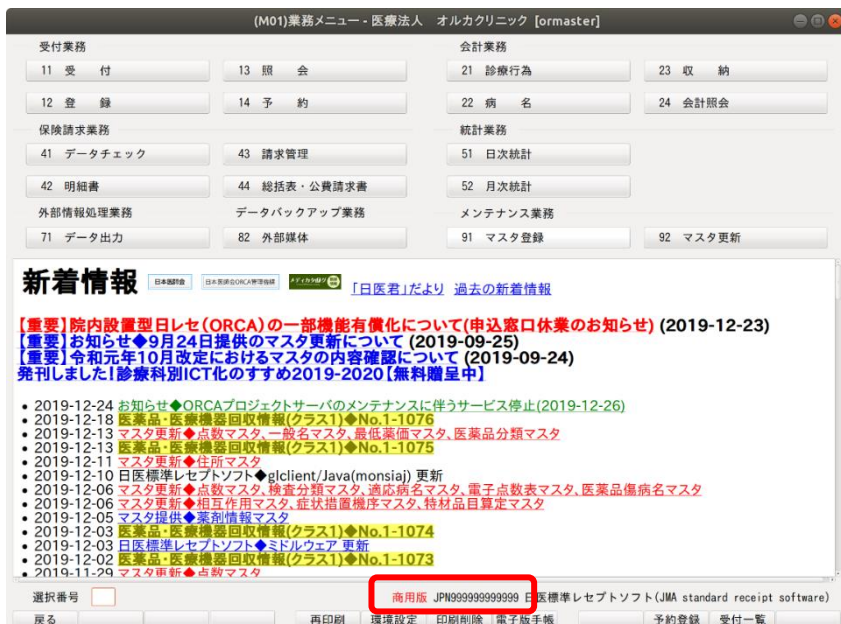 (M01)業務メニュー - 医療法人　オルカクリニック [ormaster]
受付業務
会計業務
11 受　　付
13 照　　会
21 診療行為
23 収　　納
12 登　　録
14 予　　約
22 病　　名
24 会計照会
保険請求業務
統計業務
41 データチェック
43 請求管理
51 日次統計
42 明細書
44 総括表・公費請求書
52 月次統計
外部情報処理業務
データバックアップ業務
メンテナンス業務
71 データ出力
82 外部媒体
91 マスタ登録
92 マスタ更新
新着情報 日本医師会 日本医師会ORCA管理機構 「日医君」だより 過去の新着情報
【重要】院内設置型日レセ(ORCA)の一部機能有償化について(申込窓口休業のお知らせ) (2019-12-23)
【重要】お知らせ◆9月24日提供のマスタ更新について (2019-09-25)
【重要】令和元年10月改定におけるマスタの内容確認について (2019-09-24)
発刊しました!診療科別ICT化のすすめ2019-2020【無料贈呈中】
• 2019-12-24 お知らせ◆ORCAプロジェクトサーバのメンテナンスに伴うサービス停止(2019-12-26)
• 2019-12-18 医薬品・医療機器回収情報(クラス1)◆No.1-1076
• 2019-12-13 マスタ更新◆点数マスタ、一般名マスタ、最低薬価マスタ、医薬品分類マスタ
• 2019-12-13 医薬品・医療機器回収情報(クラス1)◆No.1-1075
• 2019-12-11 マスタ更新◆住所マスタ
• 2019-12-10 日医標準レセプトソフト◆glclient/Java(monsiaj) 更新
• 2019-12-06 マスタ更新◆点数マスタ、検査分類マスタ、適応病名マスタ、電子点数表マスタ、医薬品傷病名マスタ
• 2019-12-06 マスタ更新◆相互作用マスタ、症状措置機序マスタ、特材品目算定マスタ
• 2019-12-05 マスタ提供◆薬剤情報マスタ
• 2019-12-03 医薬品・医療機器回収情報(クラス1)◆No.1-1074
• 2019-12-03 日医標準レセプトソフト◆ミドルウェア 更新
• 2019-12-02 医薬品・医療機器回収情報(クラス1)◆No.1-1073
• 2019-11-29 マスタ更新◆点数マスタ
選択番号
商用版 JPN999999999999 日医標準レセプトソフト(JMA standard receipt software)
戻る
再印刷
環境設定
印刷削除
電子版手帳
予約登録
受付一覧